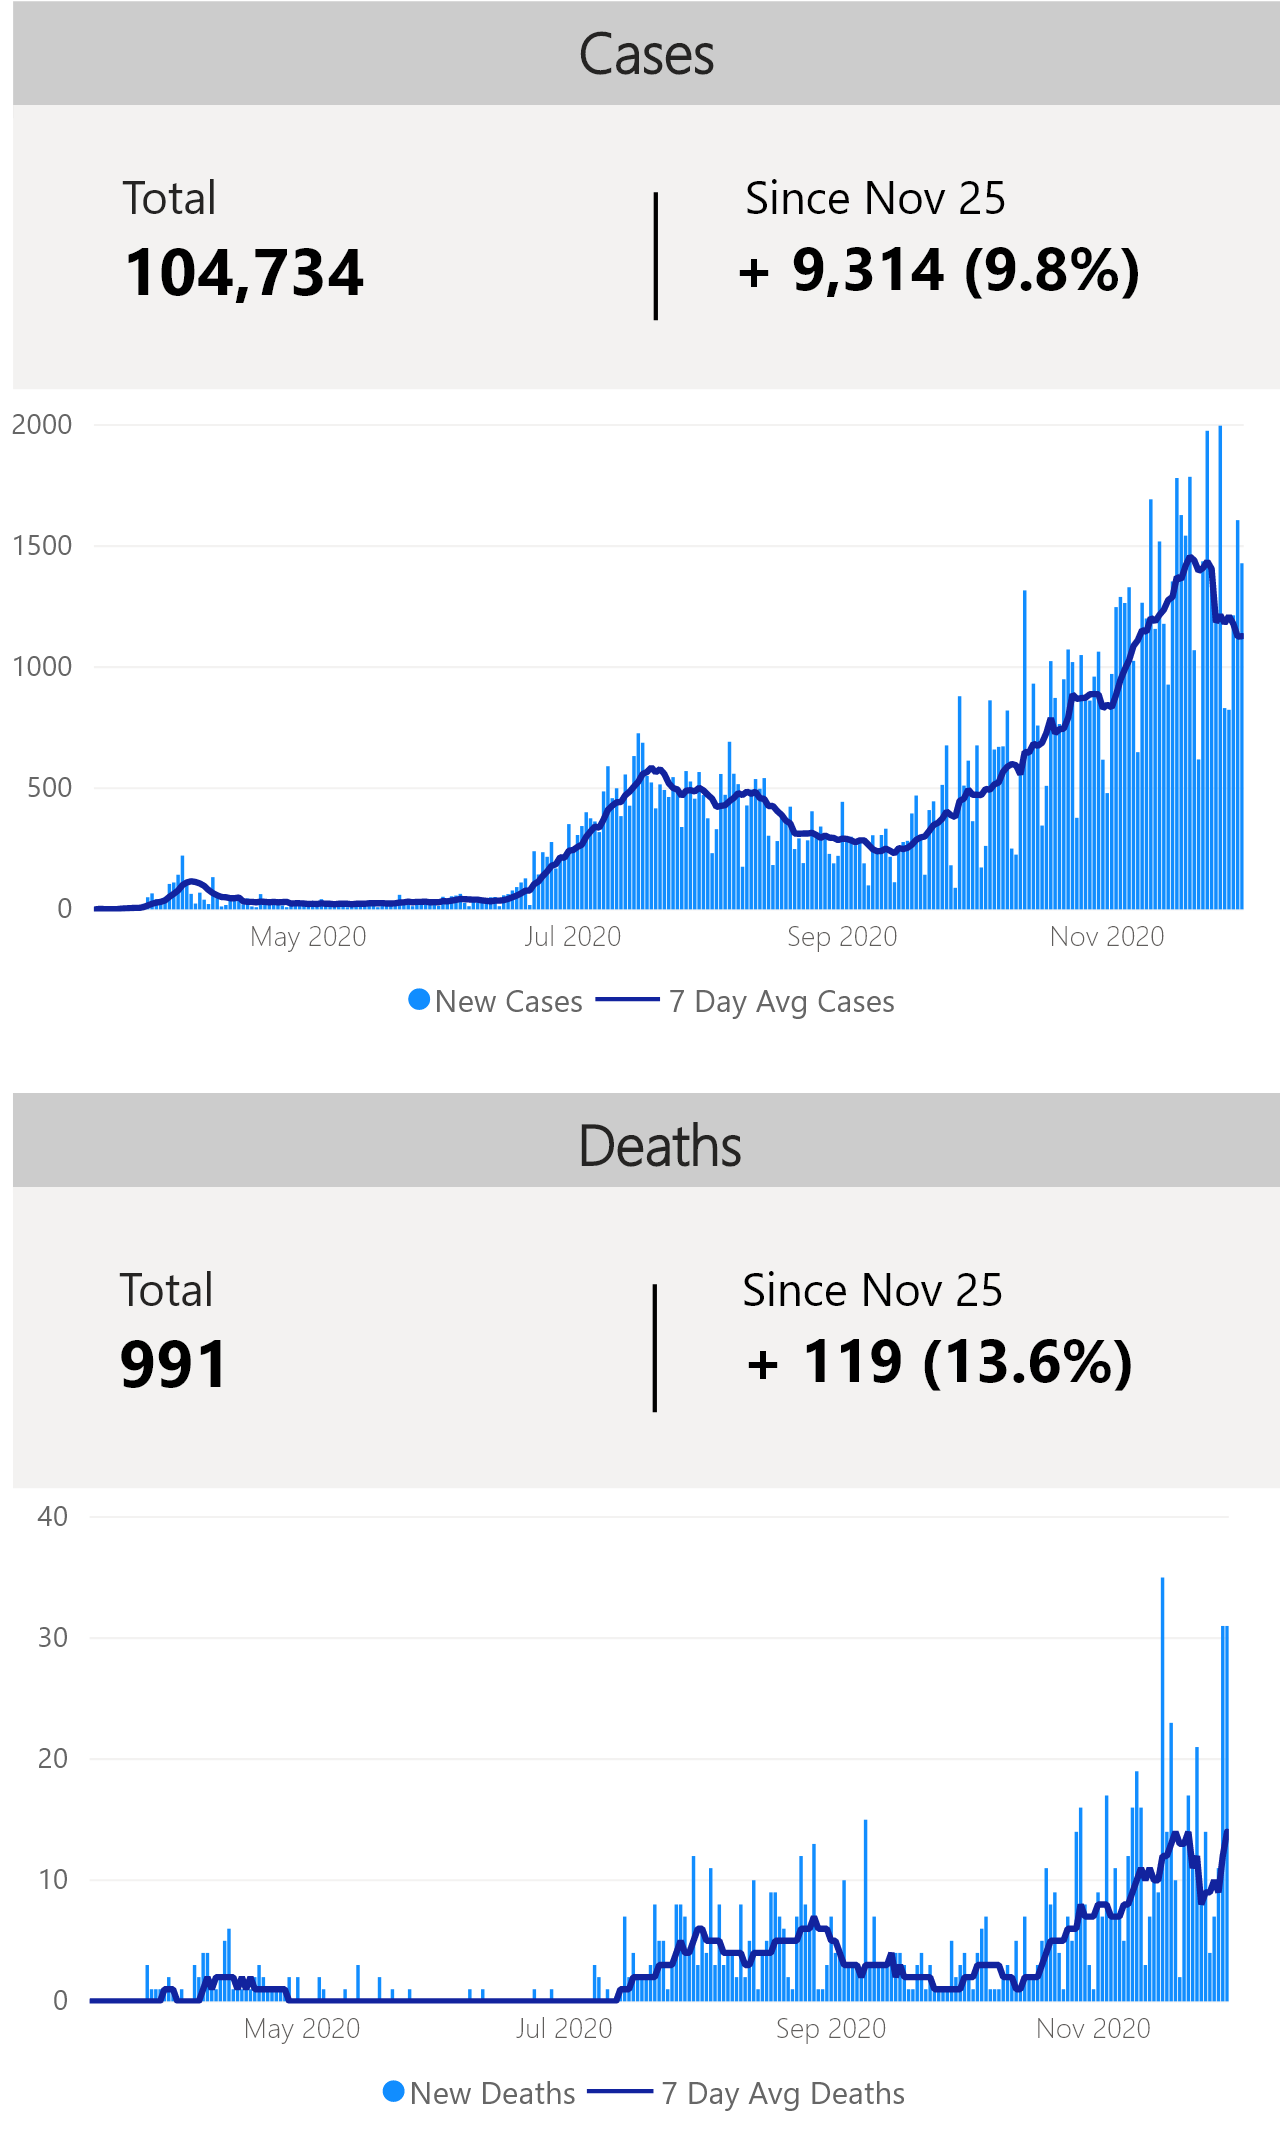 Cases
Total
Since Nov 25
104,734
+ 9,314 (9.8%)
2000
1500
1000
500
0
May 2020
Jul 2020
Sep 2020
Nov 2020
New Cases
7 Day Avg Cases
Deaths
Total
Since Nov 25
991
+ 119 (13.6%)
40
30
20
10
0
May 2020
Jul 2020
Sep 2020
Nov 2020
New Deaths
7 Day Avg Deaths